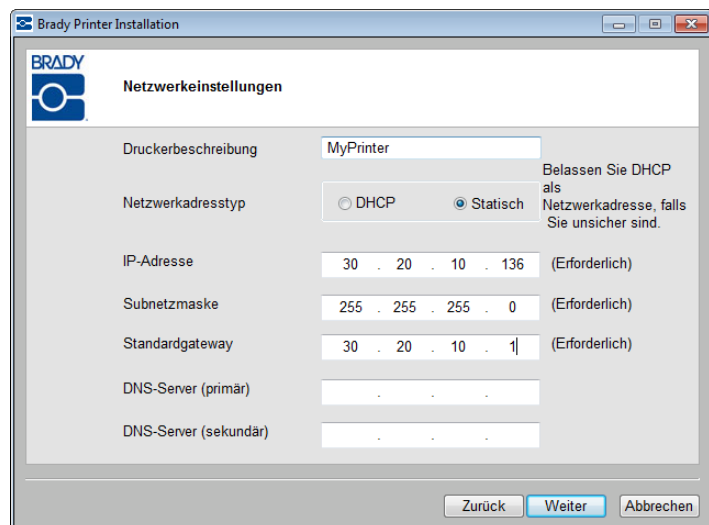 Brady Printer Installation
BRADY
Netzwerkeinstellungen
Druckerbeschreibung MyPrinter
Netzwerkadresstyp DHCP Statisch
Belassen Sie DHCP
als
Netzwerkadresse, falls
Sie unsicher sind.
IP-Adresse 30 . 20 . 10 . 136 (Erforderlich)
Subnetzmaske 255 . 255 . 255 . 0 (Erforderlich)
Standardgateway 30 . 20 . 10 . 1 (Erforderlich)
DNS-Server (primär) . . .
DNS-Server (sekundär) . . .
Zurück Weiter Abbrechen